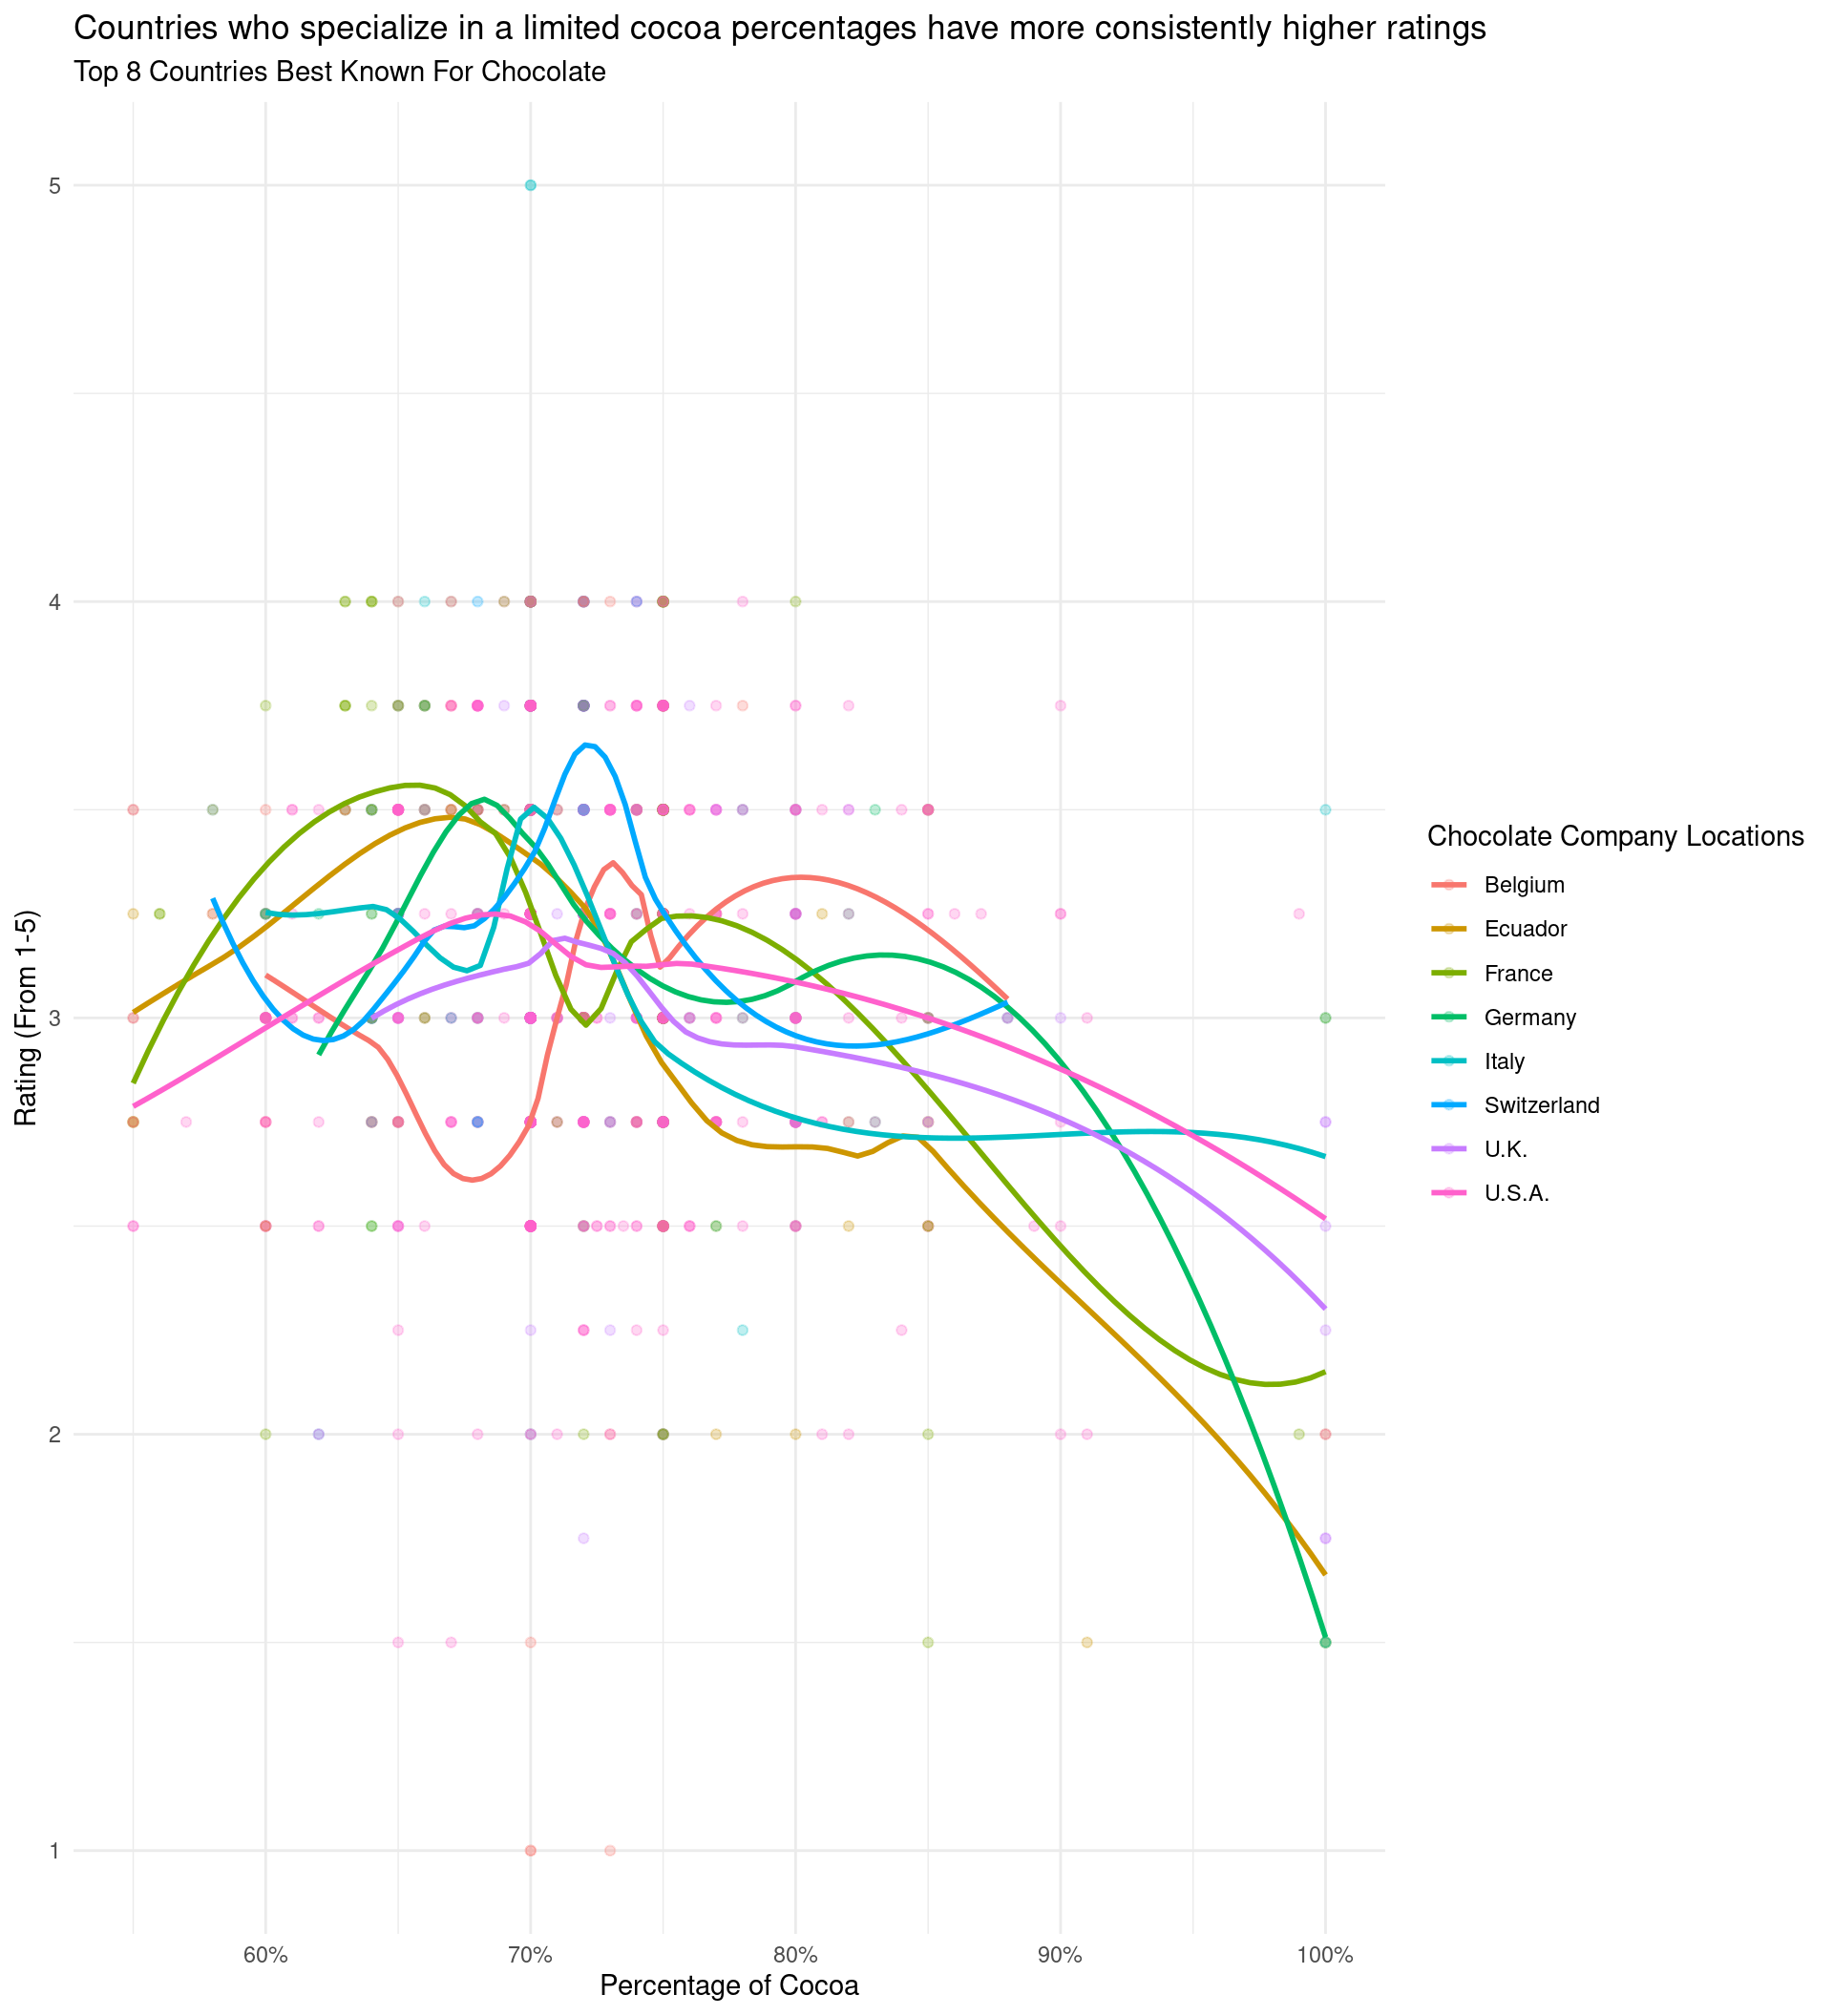 Countries who specialize in a limited cocoa percentages have more consistently higher ratings
Top 8 Countries Best Known For Chocolate
5
4
3
2
1
Rating (From 1-5)
60%
70%
80%
90%
100%
Percentage of Cocoa
Chocolate Company Locations
Belgium
Ecuador
France
Germany
Italy
Switzerland
U.K.
U.S.A.